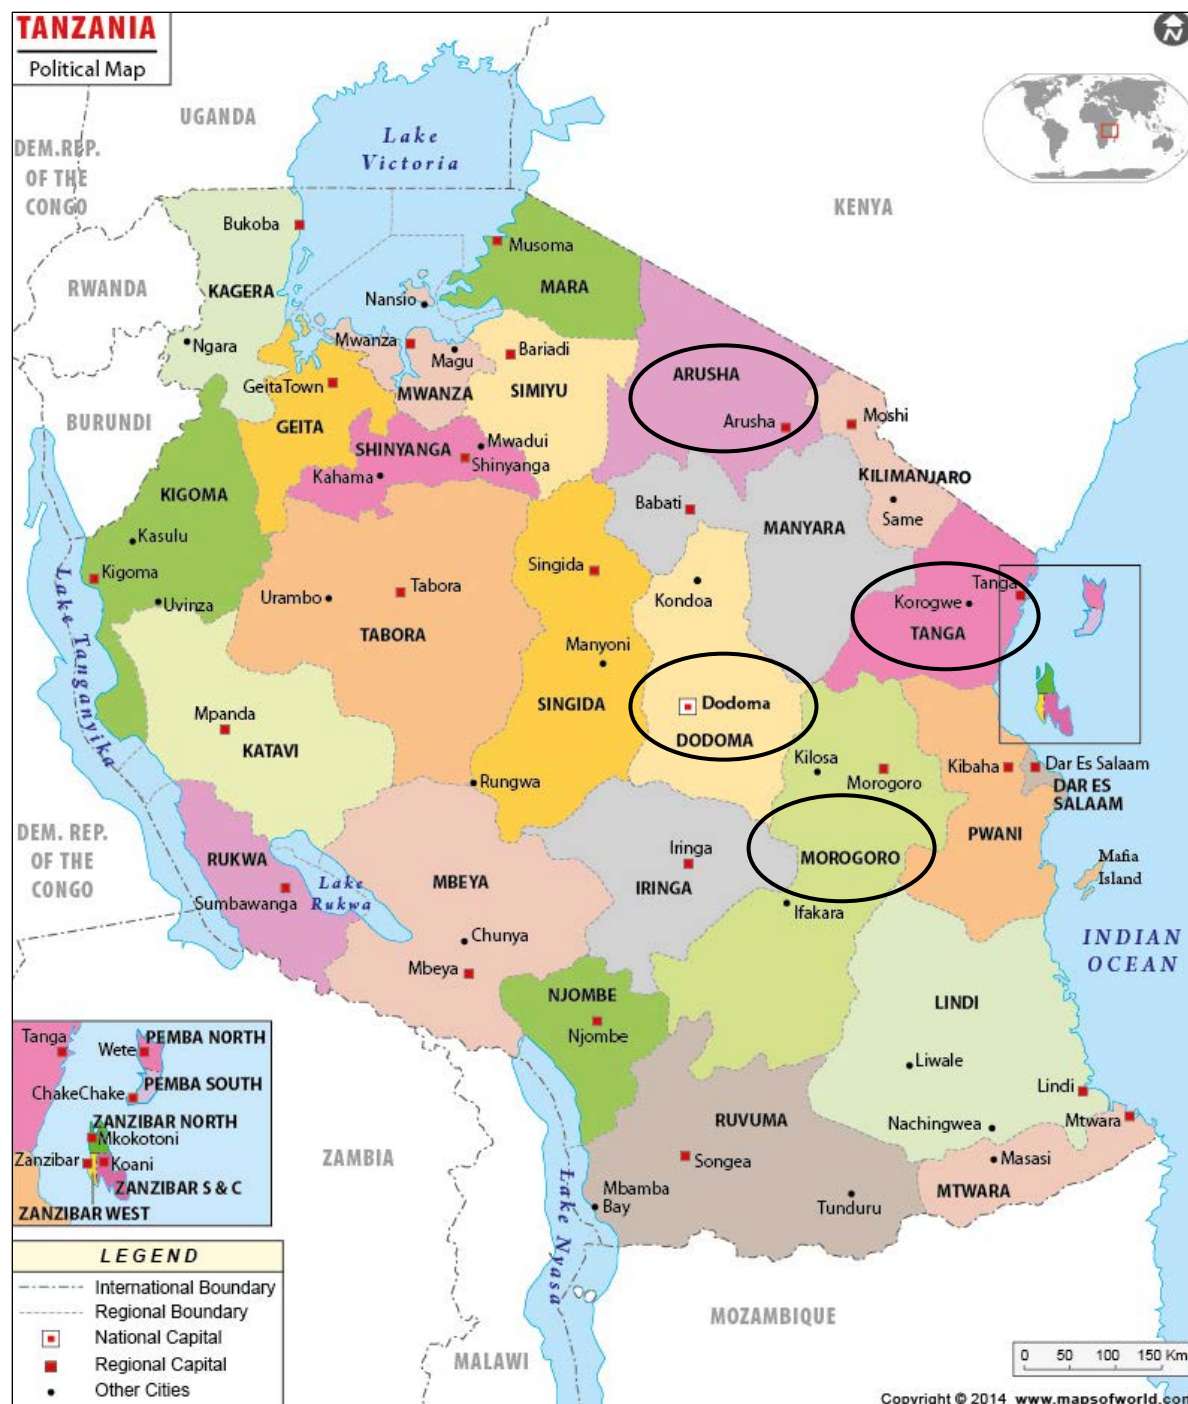 TANZANIA
Political Map
N
UGANDA
DEM.REP.
OF THE
CONGO
Lake
Victoria
KENYA
Bukoba
Musoma
RWANDA
KAGERA
MARA
Nansio
Ngara
Mwanza
Magu
Bariadi
ARUSHA
GeitaTown
MWANZA
SIMIYU
BURUNDI
GEITA
Arusha
Moshi
SHINYANGA
Mwadui
Shinyanga
Kahama
KILIMANJARO
KIGOMA
Babati
MANYARA
Same
Kasulu
Kigoma
Singida
Tabora
Kondoa
Tanga
Urambo
Uvinza
Korogwe
TABORA
TANGA
Lake Tanganyika
Manyoni
Mpanda
SINGIDA
Dodoma
DODOMA
KATAVI
Kilosa
Kibaha
Dar Es Salaam
Rungwa
Morogoro
DAR ES
SALAAM
DEM. REP.
OF THE
CONGO
PWANI
RUKWA
Iringa
MOROGORO
Mafia
Island
Lake
Rukwa
MBEYA
IRINGA
Sumbawanga
Ifakara
Chunya
INDIAN
OCEAN
Mbeya
NJOMBE
LINDI
Njombe
Tanga
PEMBA NORTH
Wete
Liwale
PEMBA SOUTH
ChakeChake
Lindi
ZANZIBAR NORTH
Mkokotoni
RUVUMA
Nachingwea
Mtwara
Zanzibar
Koani
ZAMBIA
Songea
Masasi
ZANZIBAR S & C
Mbamba
Bay
MTWARA
ZANZIBAR WEST
Tunduru
Lake Nyasa
LEGEND
International Boundary
Regional Boundary
National Capital
Regional Capital
Other Cities
MOZAMBIQUE
MALAWI
0 50 100 150 Km
Copyright © 2014 www.mapsofworld.com